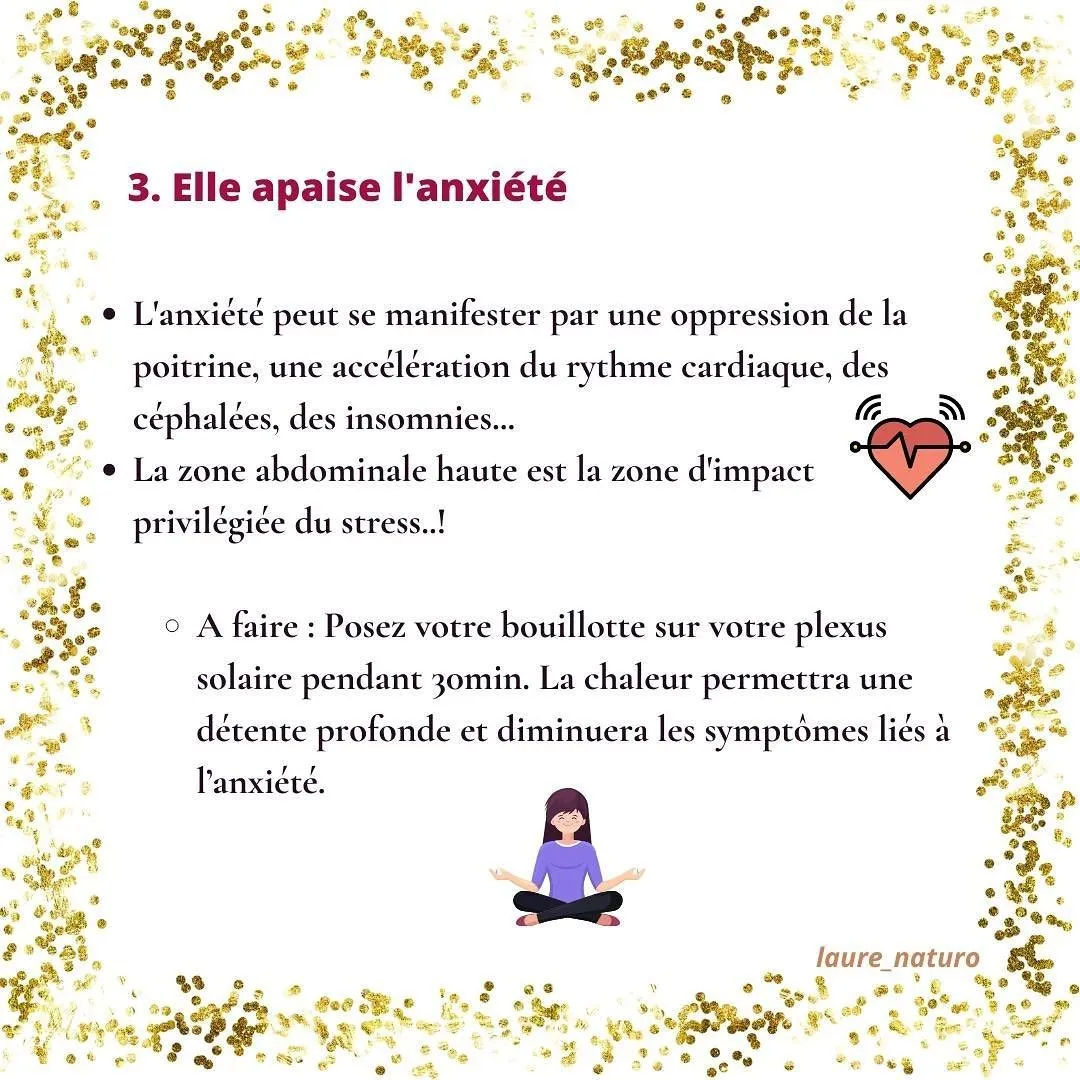 3. Elle apaise l'anxiété
• L'anxiété peut se manifester par une oppression de la
poitrine, une accélération du rythme cardiaque, des
céphalées, des insomnies...
• La zone abdominale haute est la zone d'impact
privilégiée du stress..!
◦ A faire : Posez votre bouillotte sur votre plexus
solaire pendant 30min. La chaleur permettra une
détente profonde et diminuera les symptômes liés à
l’anxiété.
laure_naturo